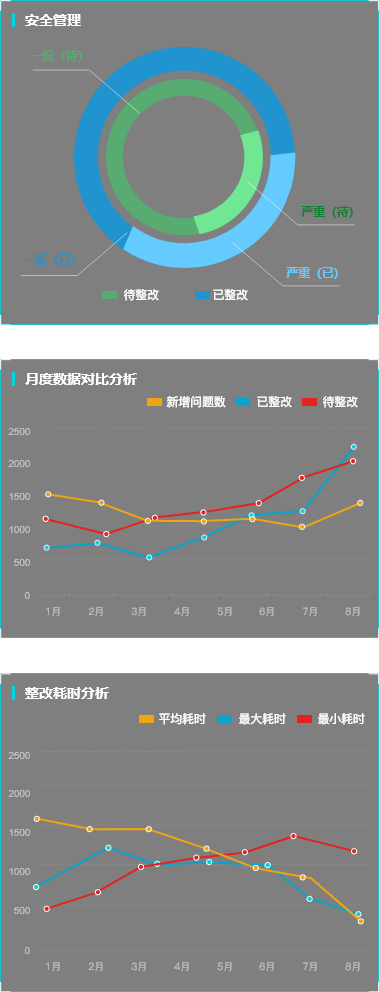 安全管理
一般（待）
严重（待）
一般（已）
严重（已）
待整改 已整改
月度数据对比分析
新增问题数 已整改 待整改
2500
2000
1500
1000
500
0
1月 2月 3月 4月 5月 6月 7月 8月
整改耗时分析
平均耗时 最大耗时 最小耗时
2500
2000
1500
1000
500
0
1月 2月 3月 4月 5月 6月 7月 8月